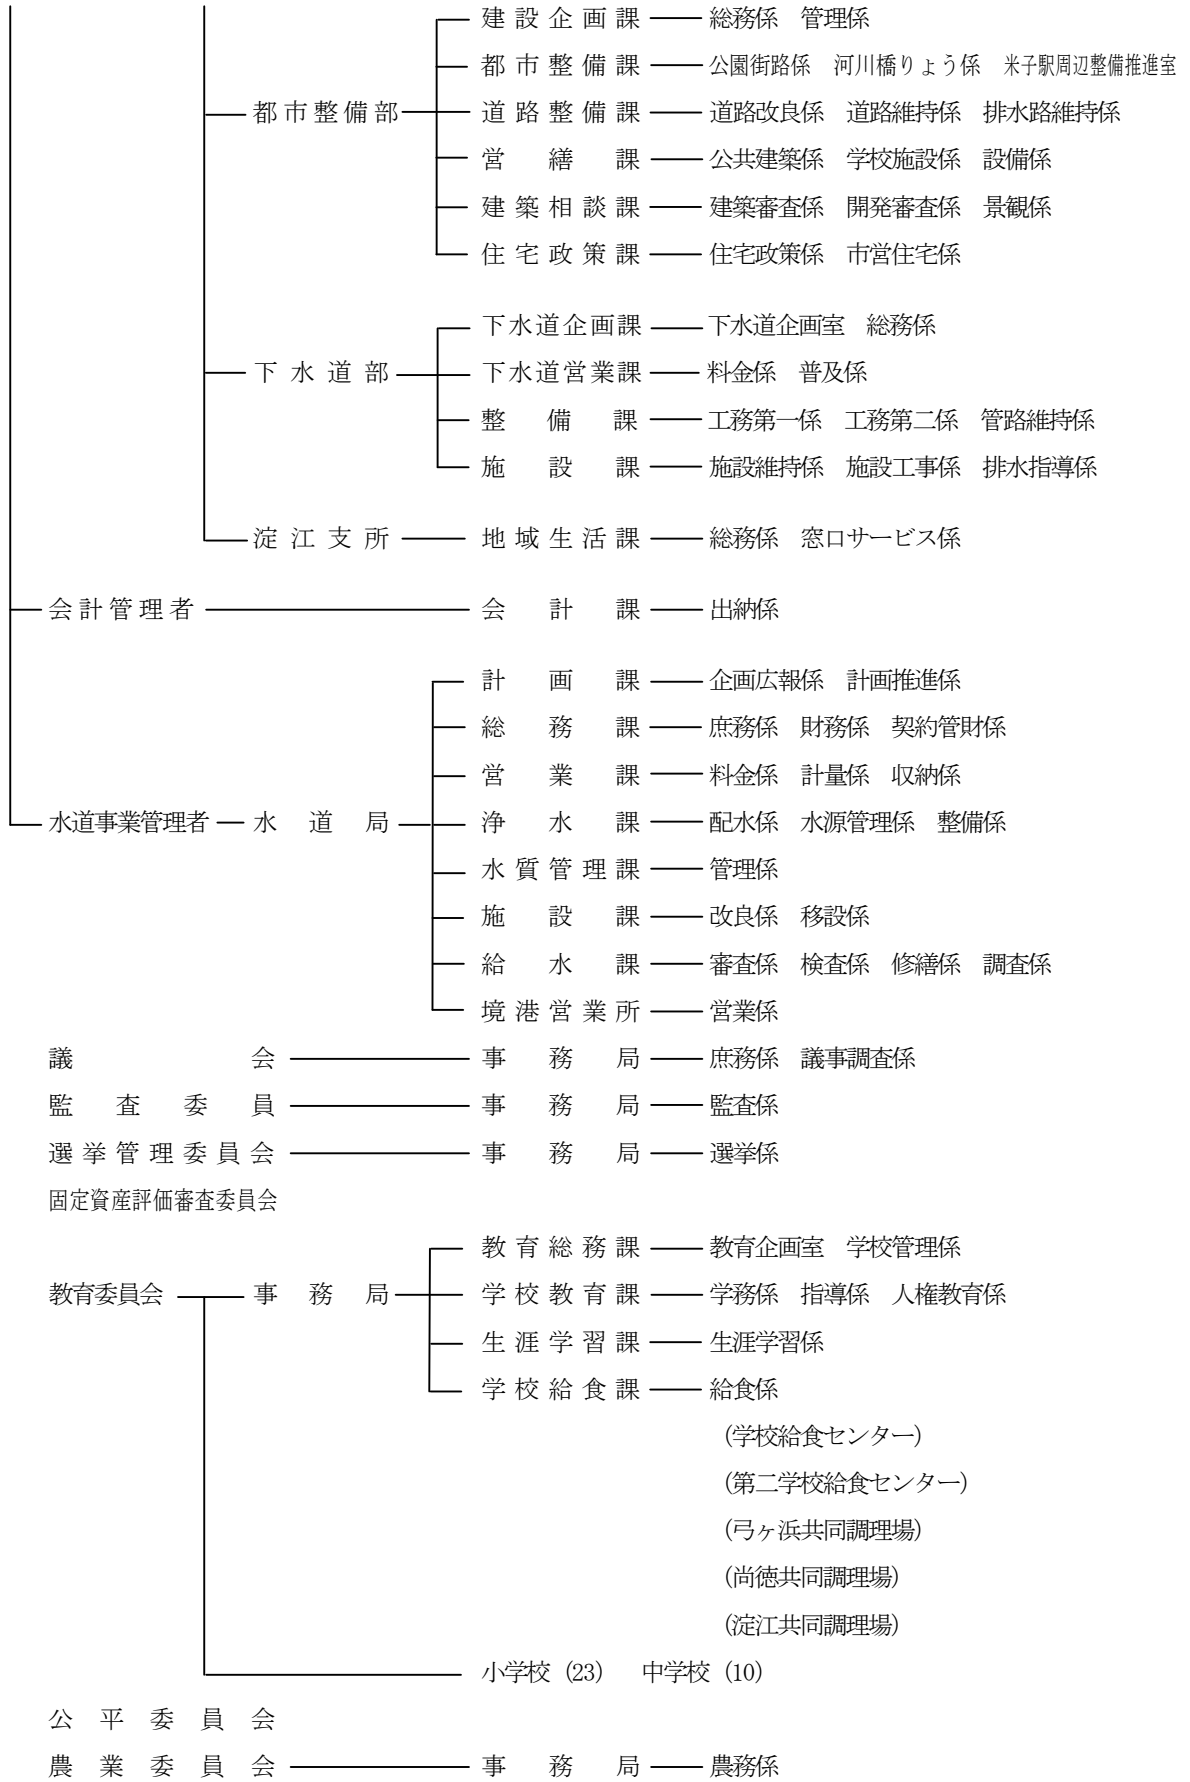 建設企画課 総務係 管理係
都市整備課 公園街路係 河川橋りょう係 米子駅周辺整備推進室
都市整備部 道路整備課 道路改良係 道路維持係 排水路維持係
営繕課 公共建築係 学校施設係 設備係
建築相談課 建築審査係 開発審査係 景観係
住宅政策課 住宅政策係 市営住宅係
下水道企画課 下水道企画室 総務係
下水道部 下水道営業課 料金係 普及係
整備課 工務第一係 工務第二係 管路維持係
施設課 施設維持係 施設工事係 排水指導係
淀江支所 地域生活課 総務係 窓口サービス係
会計管理者 会計課 出納係
計画課 企画広報係 計画推進係
総務課 庶務係 財務係 契約管財係
営業課 料金係 計量係 収納係
水道事業管理者 水道局 浄水課 配水係 水源管理係 整備係
水質管理課 管理係
施設課 改良係 移設係
給水課 審査係 検査係 修繕係 調査係
境港営業所 営業係
議会 事務局 庶務係 議事調査係
監査委員 事務局 監査係
選挙管理委員会 事務局 選挙係
固定資産評価審査委員会
教育総務課 教育企画室 学校管理係
教育委員会 事務局 学校教育課 学務係 指導係 人権教育係
生涯学習課 生涯学習係
学校給食課 給食係
(学校給食センター)
(第二学校給食センター)
(弓ヶ浜共同調理場)
(尚徳共同調理場)
(淀江共同調理場)
小学校 (23) 中学校 (10)
公平委員会
農業委員会 事務局 農務係